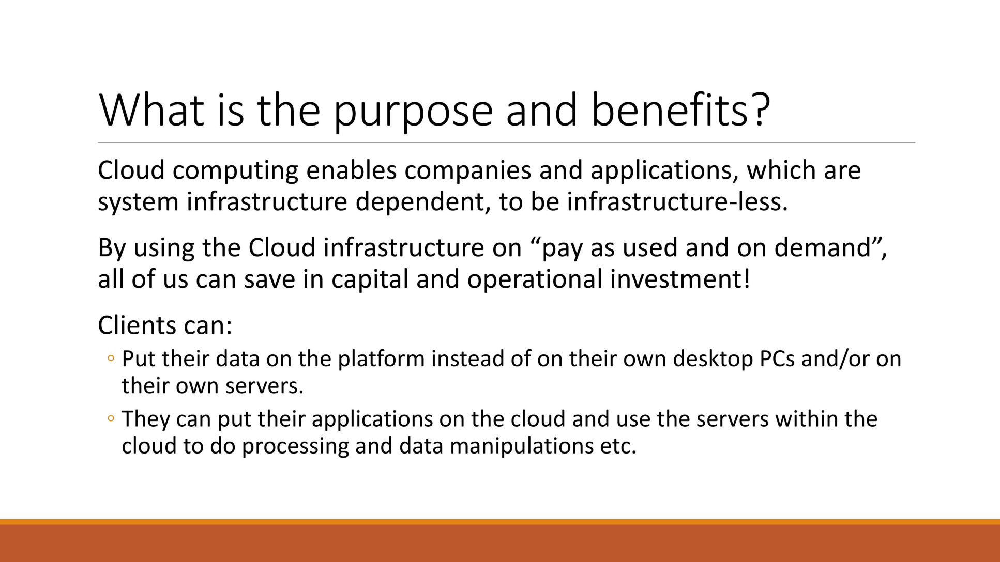 What is the purpose and benefits?
Cloud computing enables companies and applications, which are
system infrastructure dependent, to be infrastructure-less.
By using the Cloud infrastructure on “pay as used and on demand”,
all of us can save in capital and operational investment!
Clients can:
◦ Put their data on the platform instead of on their own desktop PCs and/or on
their own servers.
◦ They can put their applications on the cloud and use the servers within the
cloud to do processing and data manipulations etc.